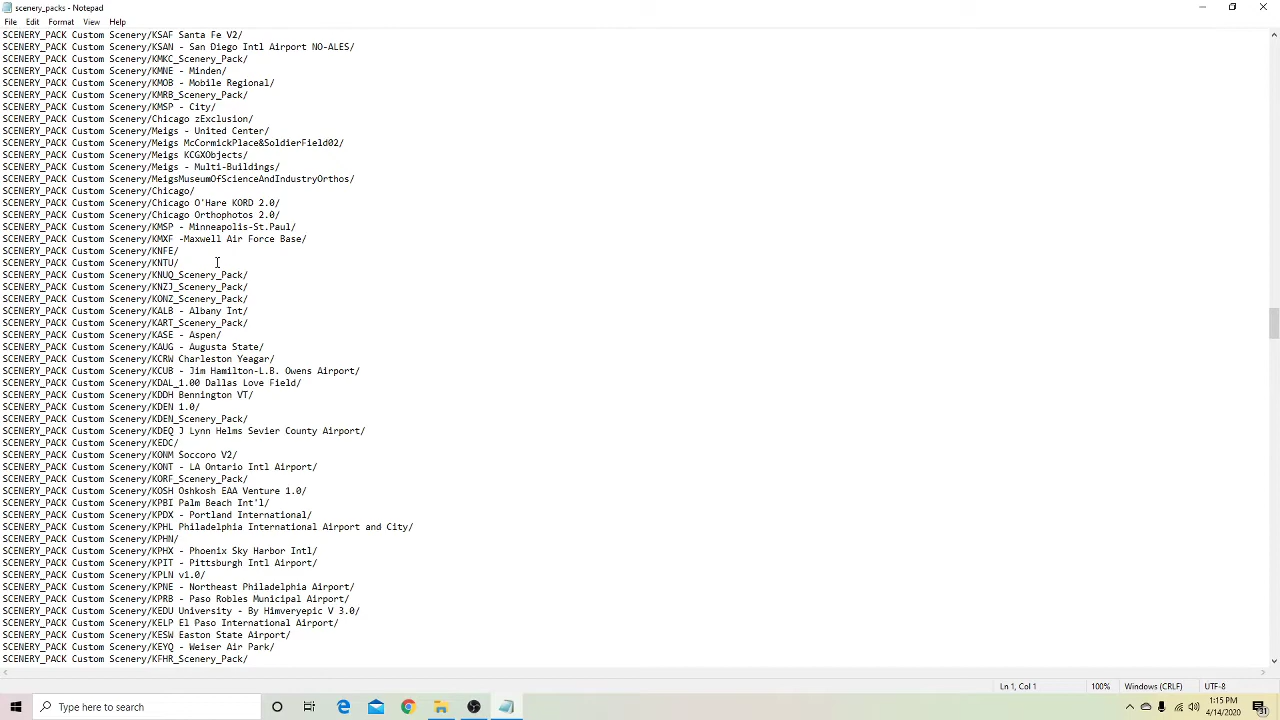 scenery_packs - Notepad
File Edit Format View Help
SCENERY_PACK Custom Scenery/KSAF Santa Fe V2/
SCENERY_PACK Custom Scenery/KSAN - San Diego Intl Airport NO-ALES/
SCENERY_PACK Custom Scenery/KMKC_Scenery_Pack/
SCENERY_PACK Custom Scenery/KMNE - Minden/
SCENERY_PACK Custom Scenery/KMOB - Mobile Regional/
SCENERY_PACK Custom Scenery/KMRB_Scenery_Pack/
SCENERY_PACK Custom Scenery/KMSP - City/
SCENERY_PACK Custom Scenery/Chicago zExclusion/
SCENERY_PACK Custom Scenery/Meigs - United Center/
SCENERY_PACK Custom Scenery/Meigs McCormickPlace&SoldierField02/
SCENERY_PACK Custom Scenery/Meigs KCGXObjects/
SCENERY_PACK Custom Scenery/Meigs - Multi-Buildings/
SCENERY_PACK Custom Scenery/MeigsMuseumOfScienceAndIndustryOrthos/
SCENERY_PACK Custom Scenery/Chicago/
SCENERY_PACK Custom Scenery/Chicago O'Hare KORD 2.0/
SCENERY_PACK Custom Scenery/Chicago Orthophotos 2.0/
SCENERY_PACK Custom Scenery/KMSP - Minneapolis-St.Paul/
SCENERY_PACK Custom Scenery/KMXF -Maxwell Air Force Base/
SCENERY_PACK Custom Scenery/KNFE/
SCENERY_PACK Custom Scenery/KNTU/
SCENERY_PACK Custom Scenery/KNUQ_Scenery_Pack/
SCENERY_PACK Custom Scenery/KNZJ_Scenery_Pack/
SCENERY_PACK Custom Scenery/KONZ_Scenery_Pack/
SCENERY_PACK Custom Scenery/KALB - Albany Int/
SCENERY_PACK Custom Scenery/KART_Scenery_Pack/
SCENERY_PACK Custom Scenery/KASE - Aspen/
SCENERY_PACK Custom Scenery/KAUG - Augusta State/
SCENERY_PACK Custom Scenery/KCRW Charleston Yeagar/
SCENERY_PACK Custom Scenery/KCUB - Jim Hamilton-L.B. Owens Airport/
SCENERY_PACK Custom Scenery/KDAL_1.00 Dallas Love Field/
SCENERY_PACK Custom Scenery/KDDH Bennington VT/
SCENERY_PACK Custom Scenery/KDEN 1.0/
SCENERY_PACK Custom Scenery/KDEN_Scenery_Pack/
SCENERY_PACK Custom Scenery/KDEQ J Lynn Helms Sevier County Airport/
SCENERY_PACK Custom Scenery/KEDC/
SCENERY_PACK Custom Scenery/KONM Soccoro V2/
SCENERY_PACK Custom Scenery/KONT - LA Ontario Intl Airport/
SCENERY_PACK Custom Scenery/KORF_Scenery_Pack/
SCENERY_PACK Custom Scenery/KOSH Oshkosh EAA Venture 1.0/
SCENERY_PACK Custom Scenery/KPBI Palm Beach Int'l/
SCENERY_PACK Custom Scenery/KPDX - Portland International/
SCENERY_PACK Custom Scenery/KPHL Philadelphia International Airport and City/
SCENERY_PACK Custom Scenery/KPHN/
SCENERY_PACK Custom Scenery/KPHX - Phoenix Sky Harbor Intl/
SCENERY_PACK Custom Scenery/KPIT - Pittsburgh Intl Airport/
SCENERY_PACK Custom Scenery/KPLN v1.0/
SCENERY_PACK Custom Scenery/KPNE - Northeast Philadelphia Airport/
SCENERY_PACK Custom Scenery/KPRB - Paso Robles Municipal Airport/
SCENERY_PACK Custom Scenery/KEDU University - By Himveryepic V 3.0/
SCENERY_PACK Custom Scenery/KELP El Paso International Airport/
SCENERY_PACK Custom Scenery/KESW Easton State Airport/
SCENERY_PACK Custom Scenery/KEYQ - Weiser Air Park/
SCENERY_PACK Custom Scenery/KFHR_Scenery_Pack/
Ln 1, Col 1 100% Windows (CRLF) UTF-8
Type here to search
1:15 PM
4/14/2020
31